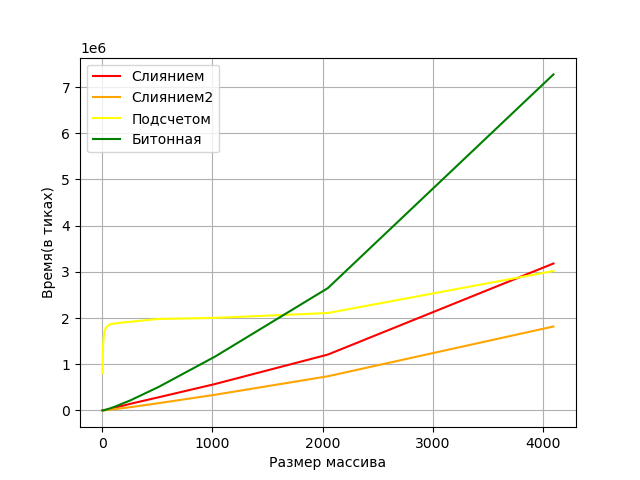 1e6
Слиянием
Слиянием2
Подсчетом
Битонная
7
6
5
4
3
2
1
0
Время(в тиках)
0 1000 2000 3000 4000
Размер массива